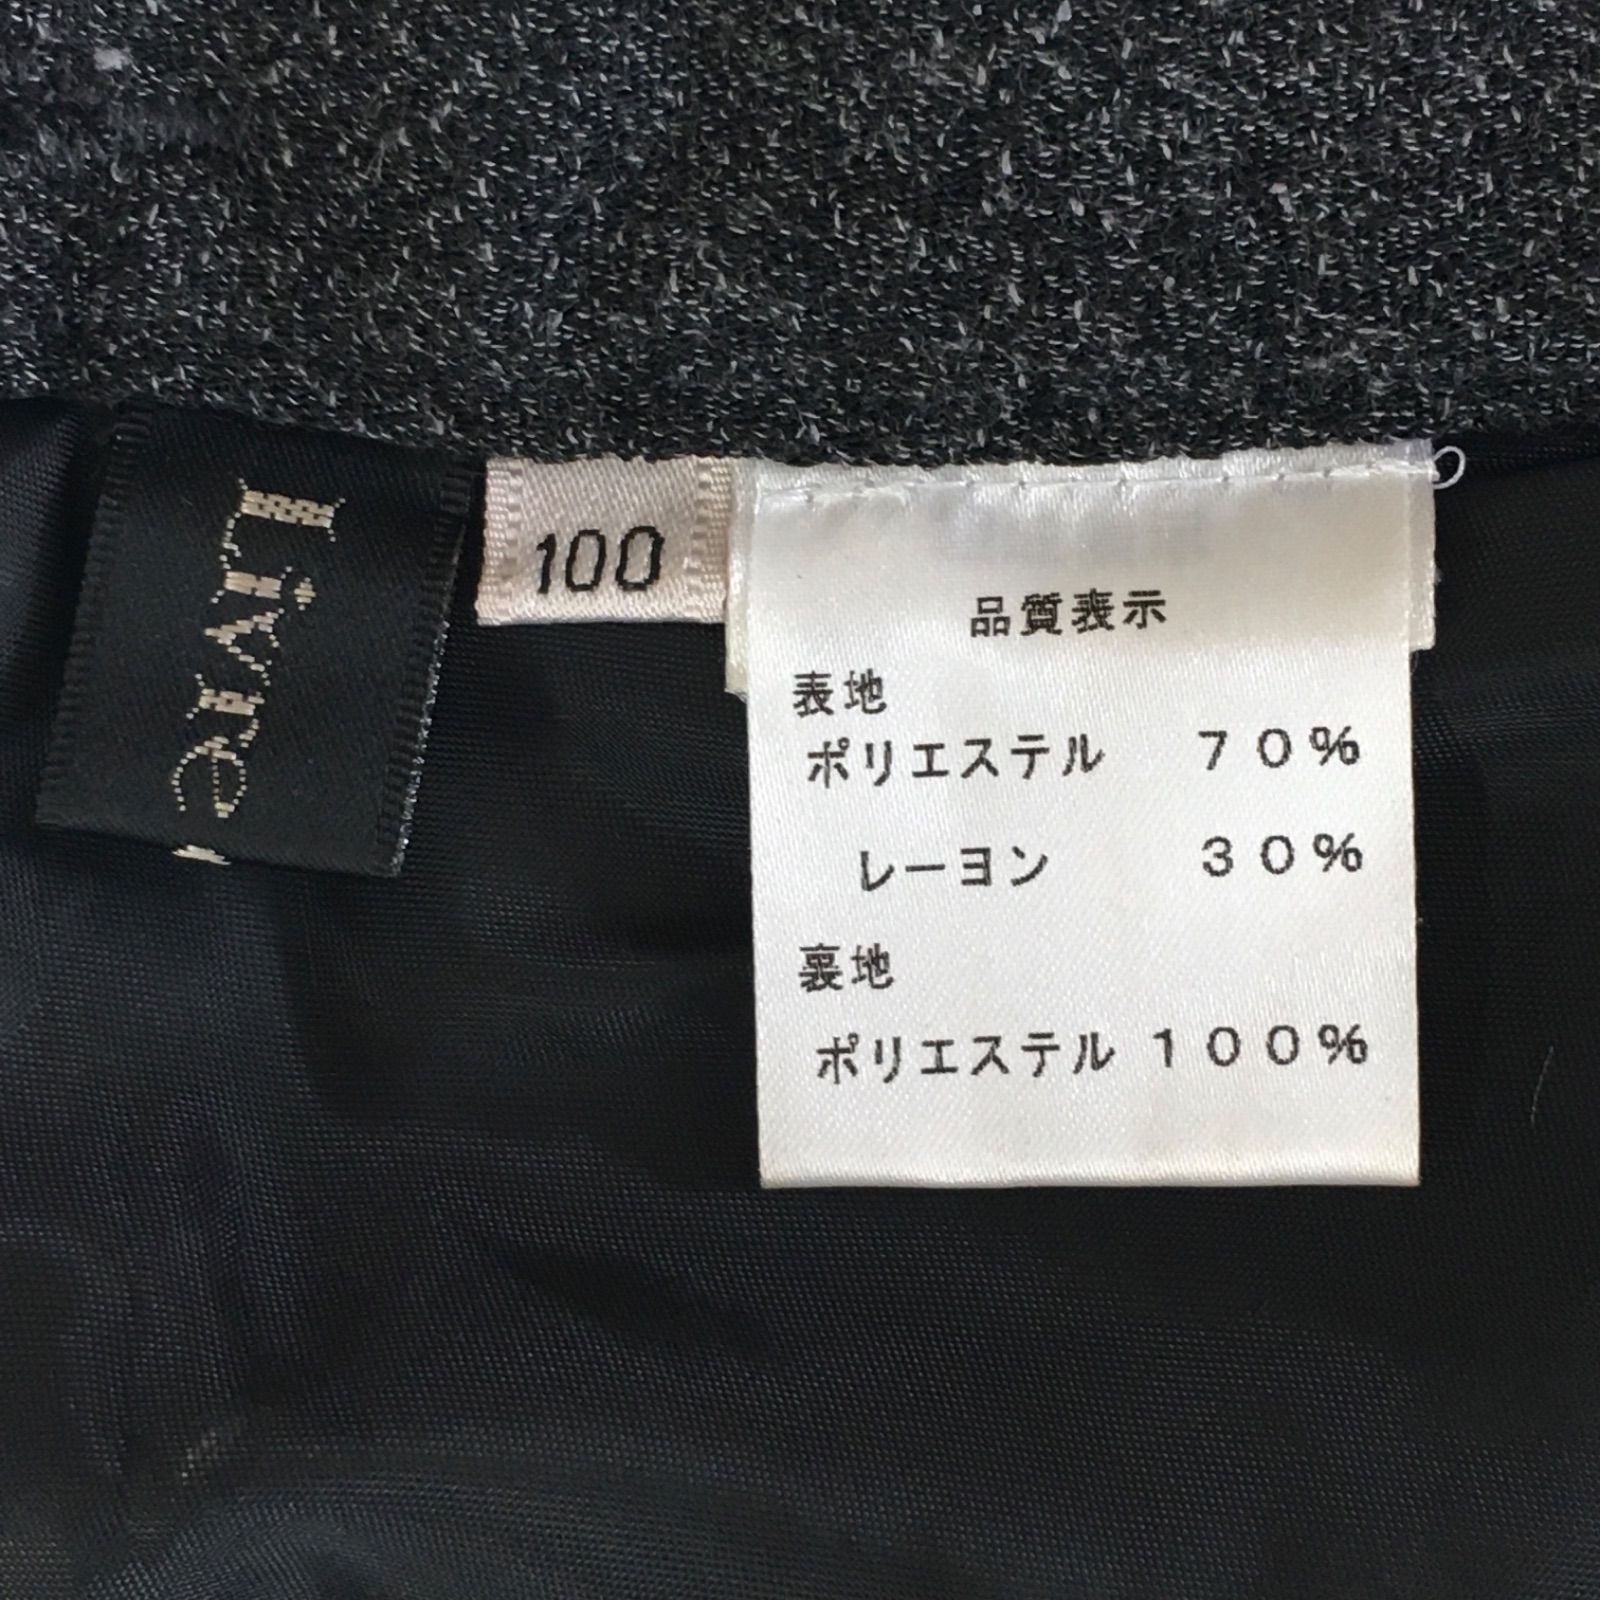 Livre
100
品質表示
表地
ポリエステル 70%
レーヨン 30%
裏地
ポリエステル 100%